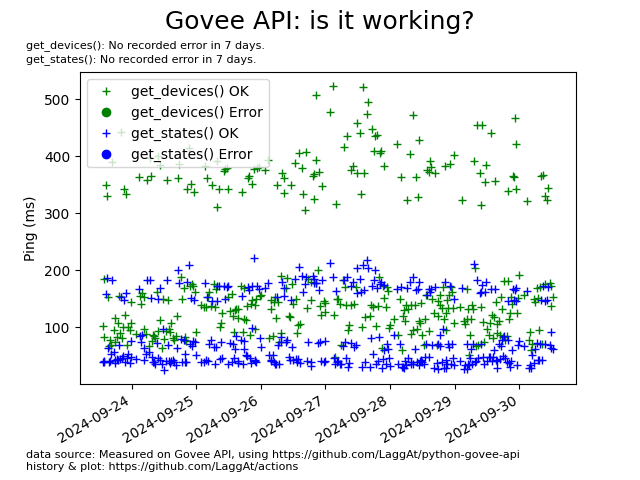 Govee API: is it working?
get_devices(): No recorded error in 7 days.
get_states(): No recorded error in 7 days.
get_devices() OK
get_devices() Error
get_states() OK
get_states() Error
Ping (ms)
500
400
300
200
100
2024-09-24
2024-09-25
2024-09-26
2024-09-27
2024-09-28
2024-09-29
2024-09-30
data source: Measured on Govee API, using https://github.com/LaggAt/python-govee-api
history & plot: https://github.com/LaggAt/actions